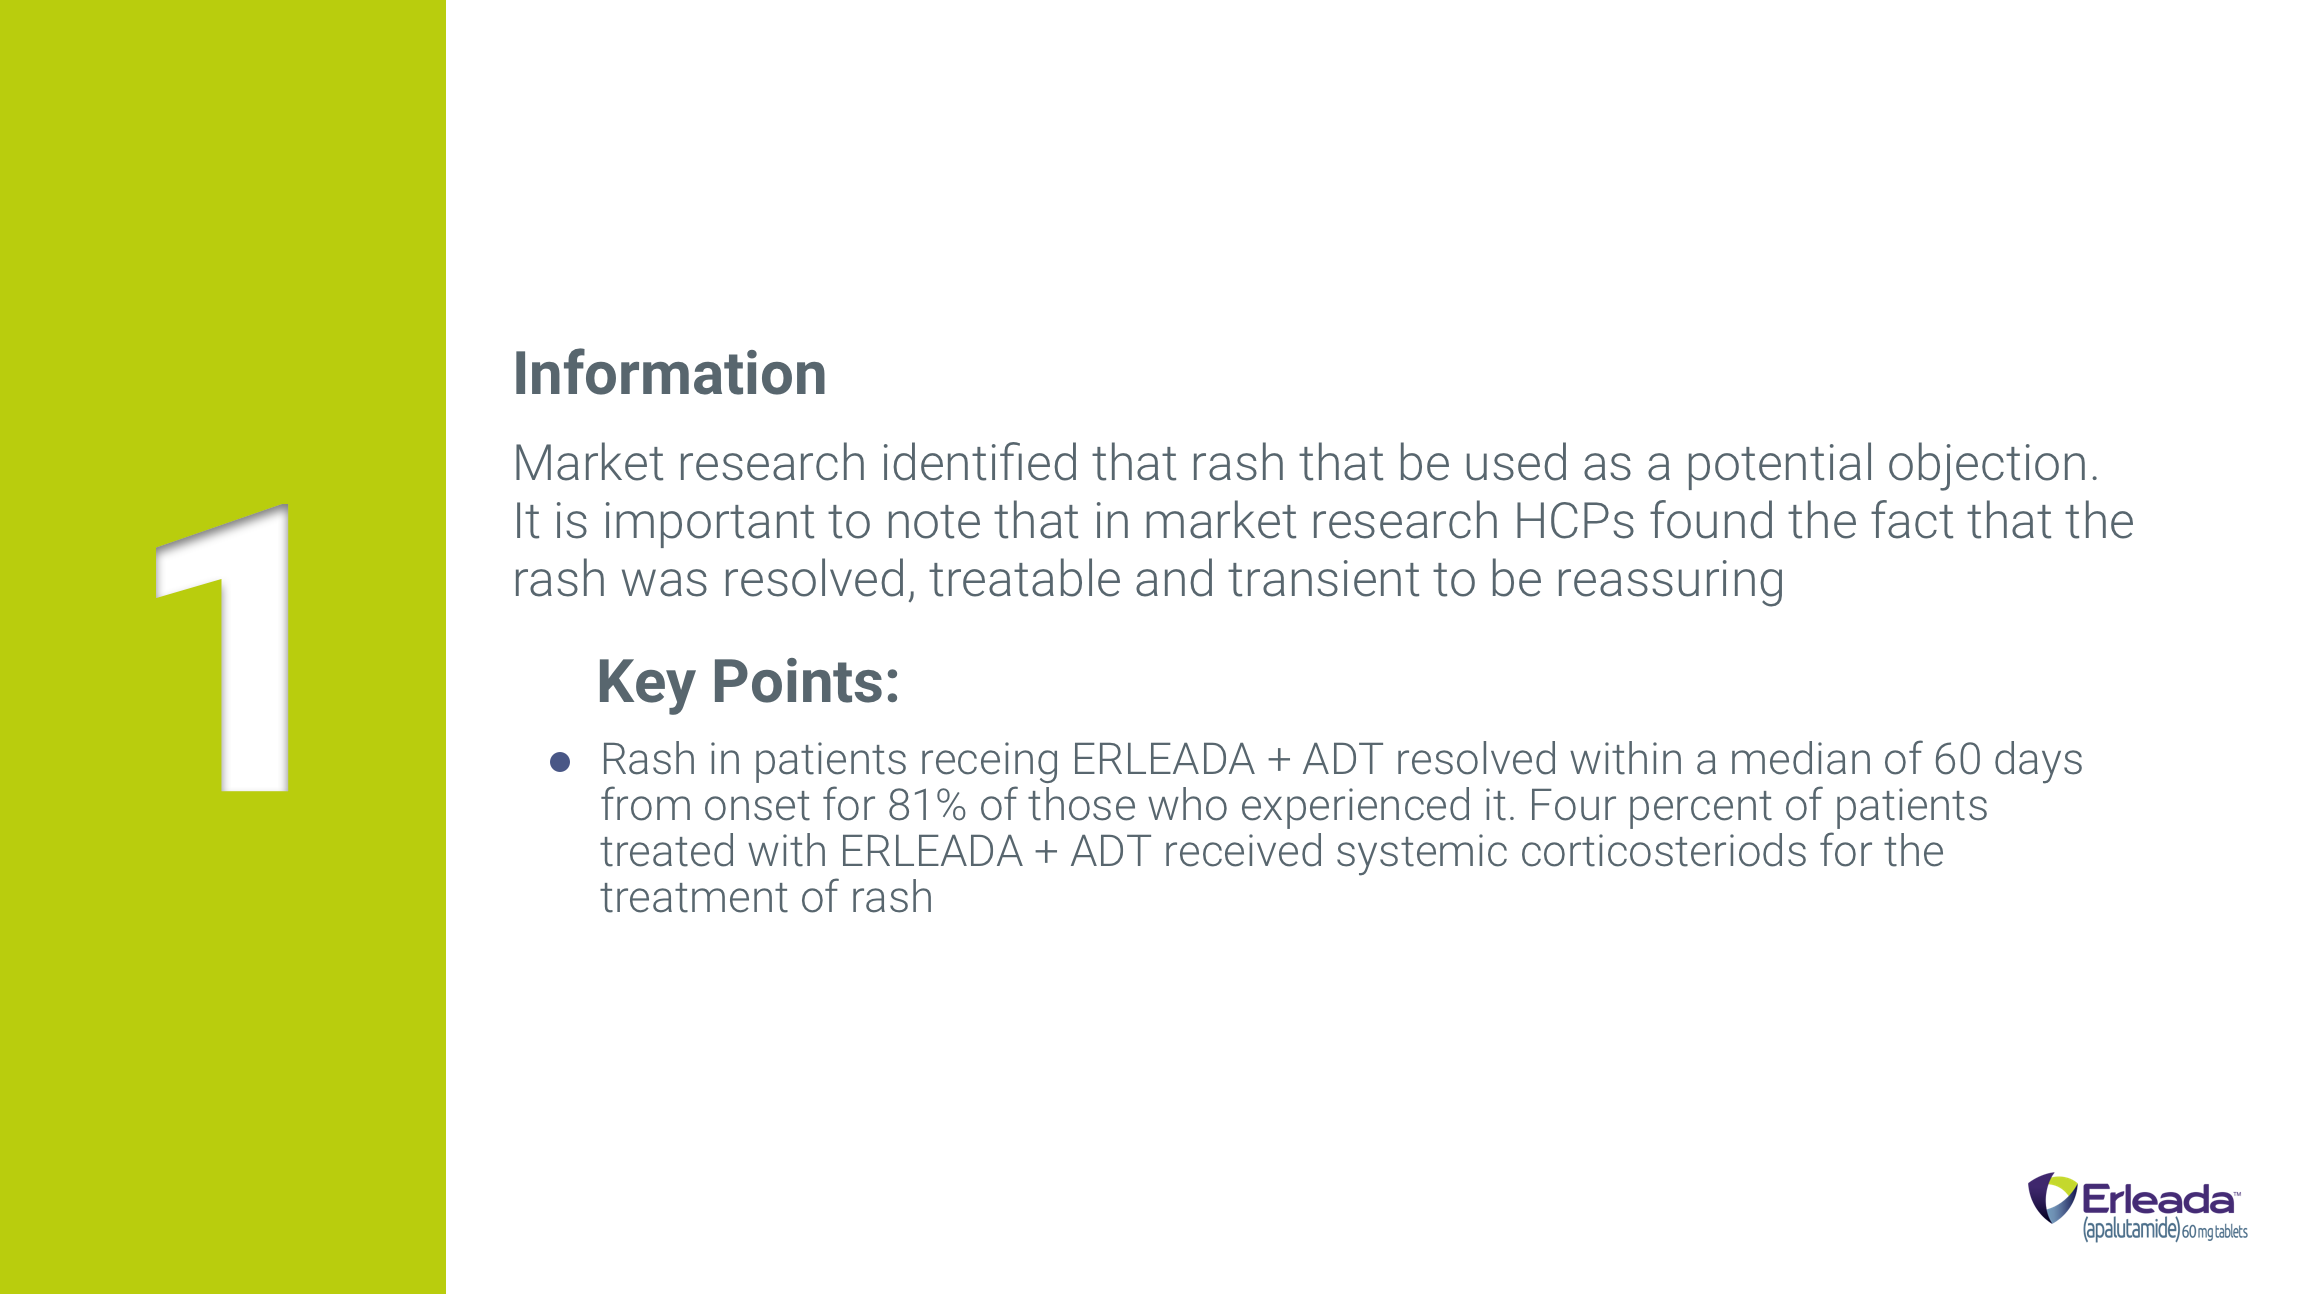 1
Information
Market research identified that rash that be used as a potential objection.
It is important to note that in market research HCPs found the fact that the
rash was resolved, treatable and transient to be reassuring
Key Points:
● Rash in patients receing ERLEADA + ADT resolved within a median of 60 days
from onset for 81% of those who experienced it. Four percent of patients
treated with ERLEADA + ADT received systemic corticosteriods for the
treatment of rash
Erleada™
(apalutamide) 60 mg tablets